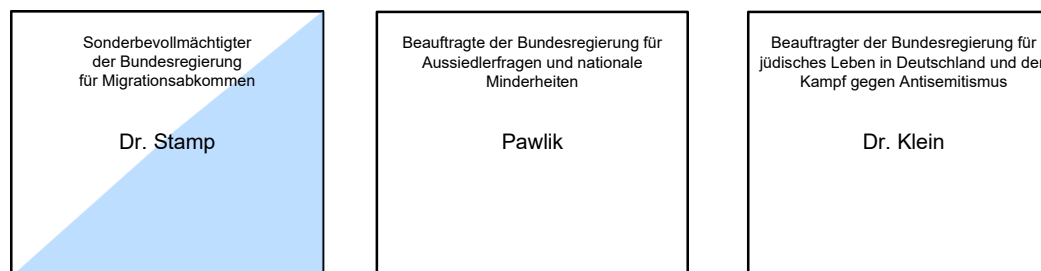 Sonderbevollmächtigter
der Bundesregierung
für Migrationsabkommen
Dr. Stamp
Beauftragte der Bundesregierung für
Aussiedlerfragen und nationale
Minderheiten
Pawlik
Beauftragter der Bundesregierung für
jüdisches Leben in Deutschland und den
Kampf gegen Antisemitismus
Dr. Klein